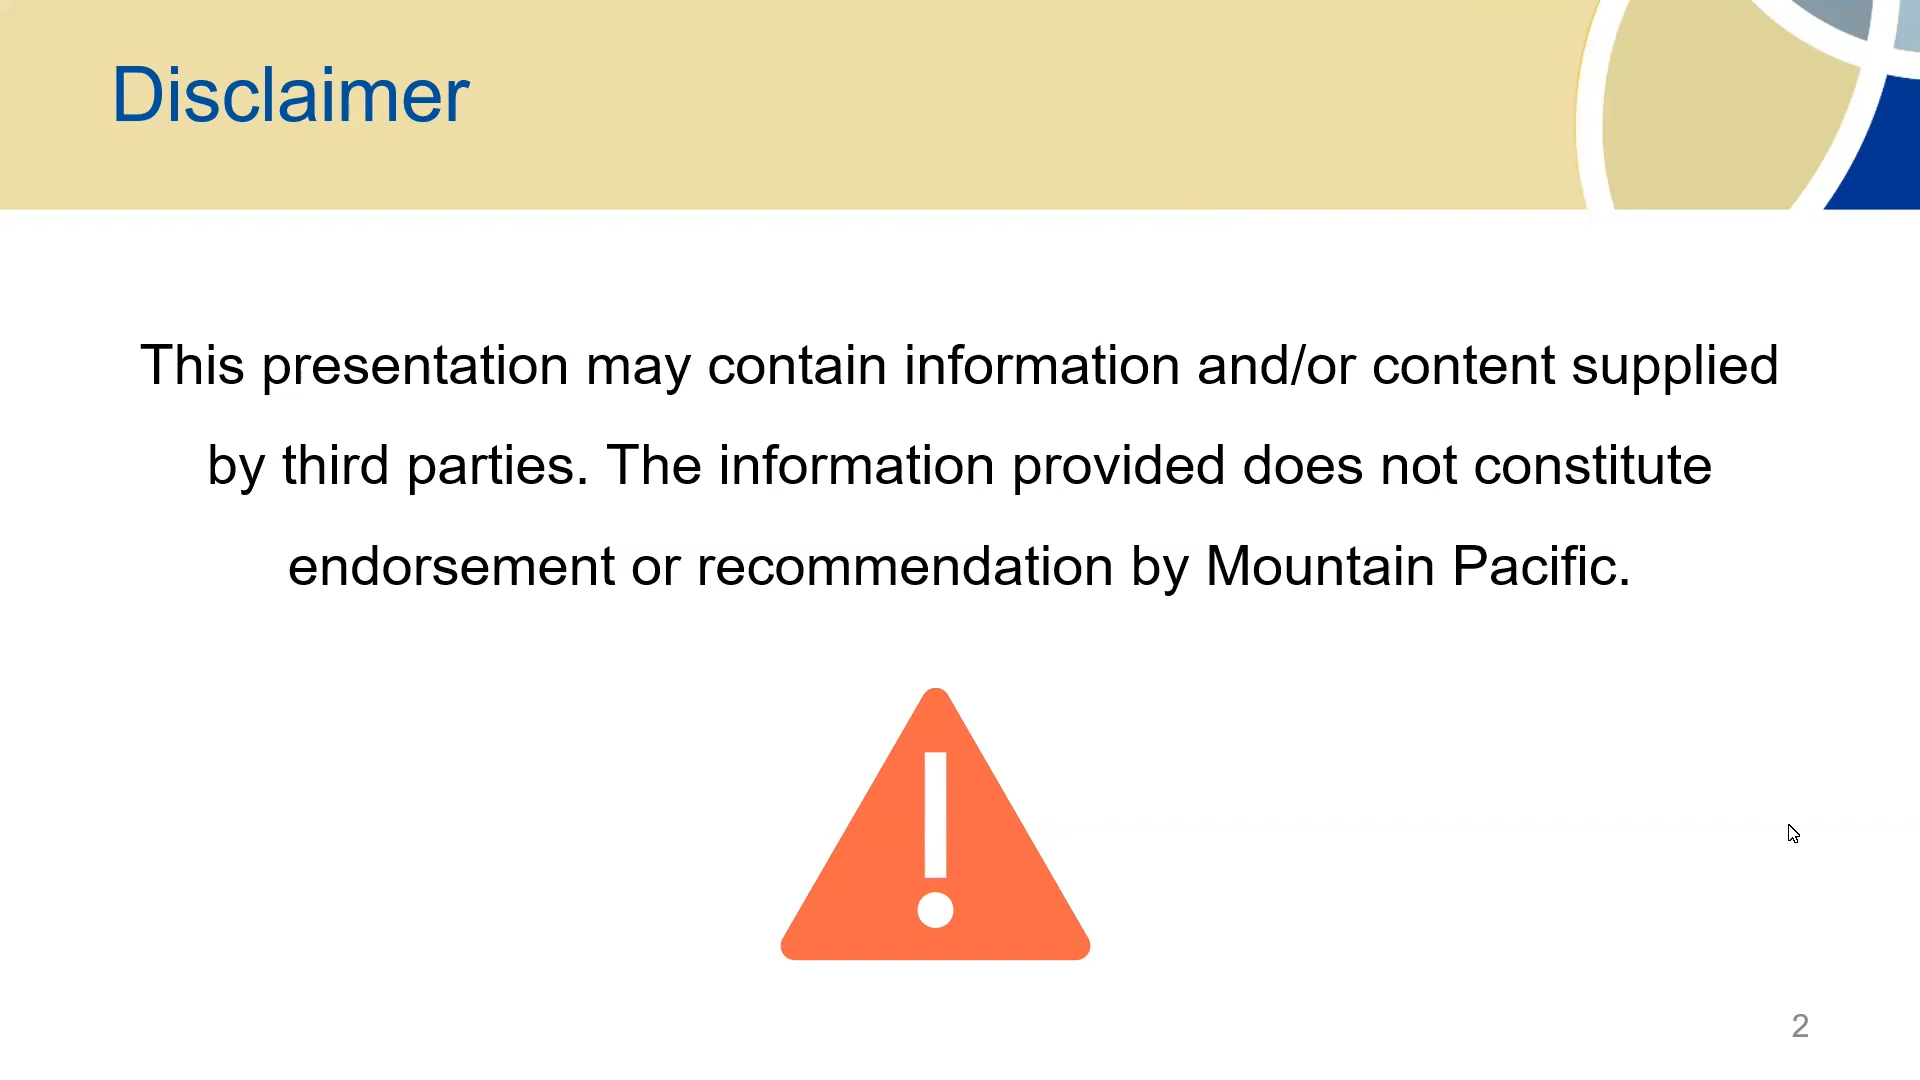 Disclaimer
This presentation may contain information and/or content supplied
by third parties. The information provided does not constitute
endorsement or recommendation by Mountain Pacific.
2